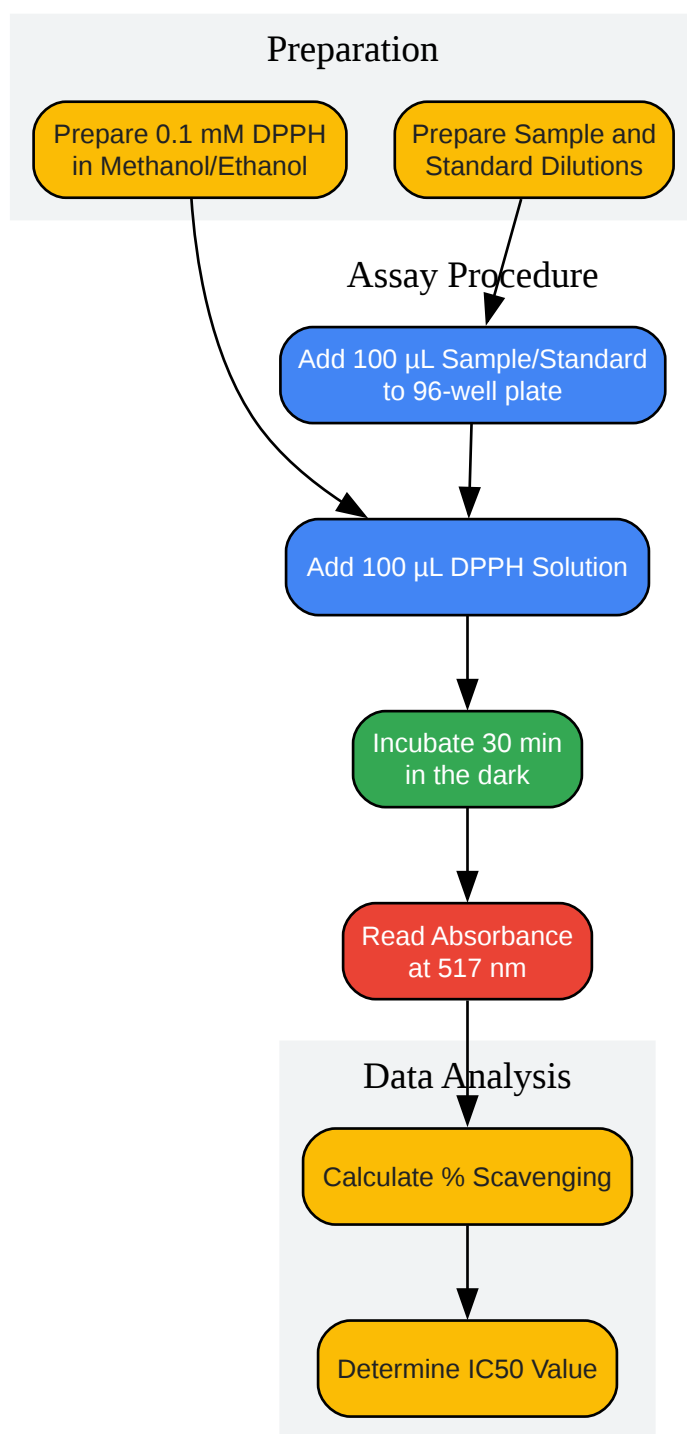 Preparation
Prepare 0.1 mM DPPH
in Methanol/Ethanol
Prepare Sample and
Standard Dilutions
Assay Procedure
Add 100 µL Sample/Standard
to 96-well plate
Add 100 µL DPPH Solution
Incubate 30 min
in the dark
Read Absorbance
at 517 nm
Data Analysis
Calculate % Scavenging
Determine IC50 Value